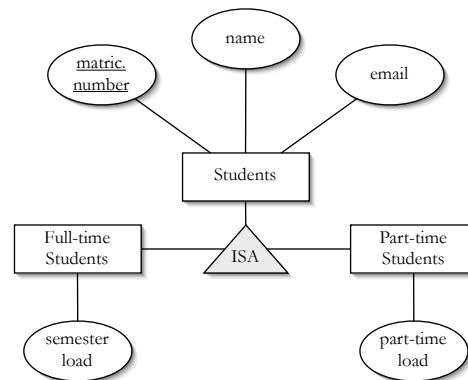 name
matric.
number
email
Students
Full-time
Students
ISA
Part-time
Students
semester
load
part-time
load